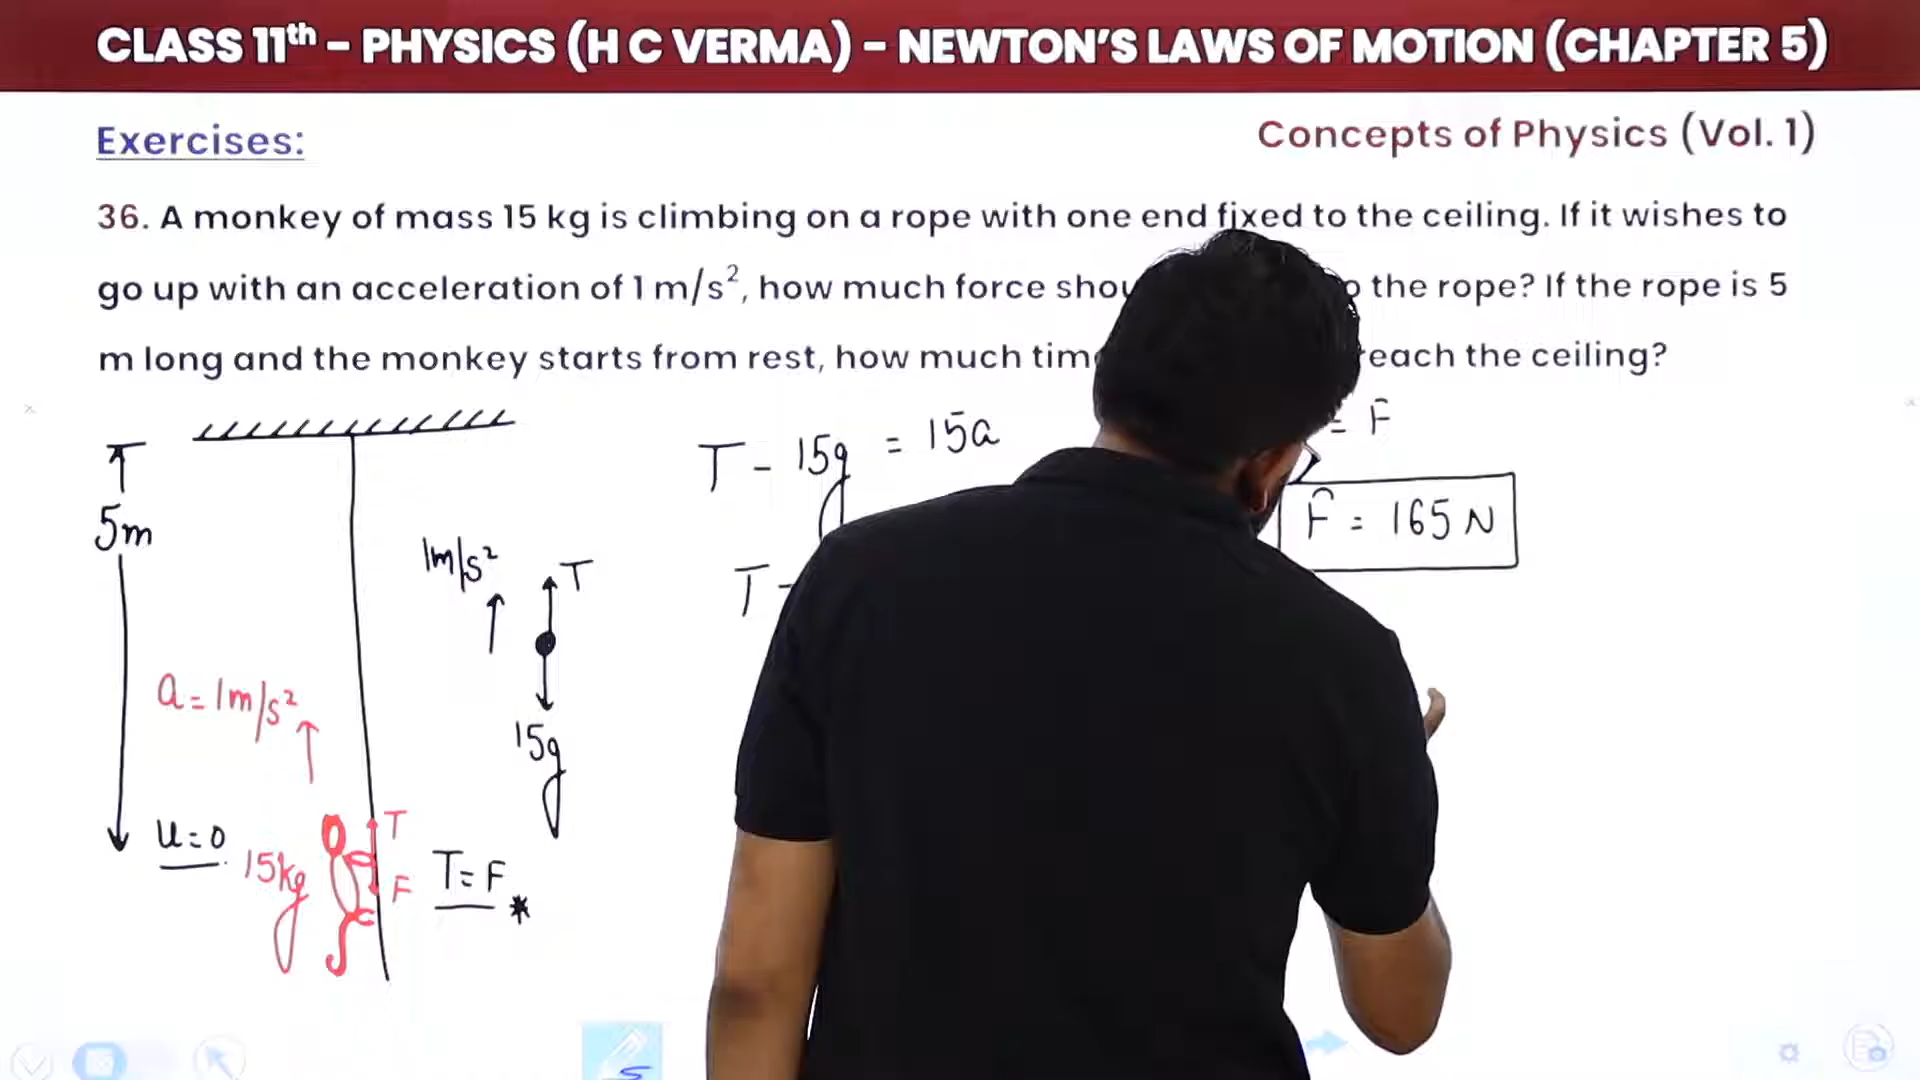 CLASS 11th – PHYSICS (H C VERMA) – NEWTON'S LAWS OF MOTION (CHAPTER 5)
Exercises:
Concepts of Physics (Vol. 1)
36. A monkey of mass 15 kg is climbing on a rope with one end fixed to the ceiling. If it wishes to
go up with an acceleration of 1 m/s², how much force the rope? If the rope is 5
m long and the monkey starts from rest, how much the ceiling?
T - 15g = 15a
= F
F = 165 N
T -
5m
1m/s²
T
15g
a = 1m/s²
u = 0
15kg
T
F
T = F *